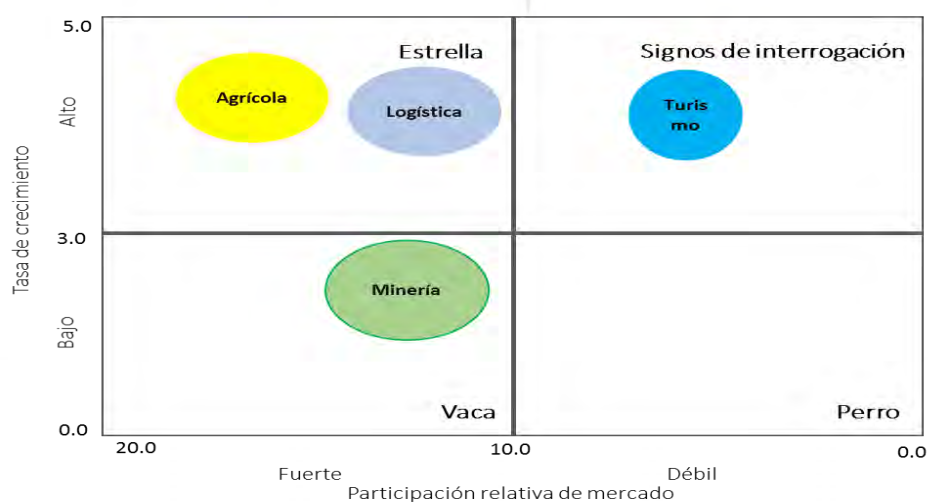 5.0
Estrella
Signos de interrogación
Agrícola
Logística
Turis
mo
Alto
Tasa de crecimiento
3.0
Minería
Bajo
Vaca
Perro
0.0
20.0
10.0
0.0
Fuerte
Débil
Participación relativa de mercado